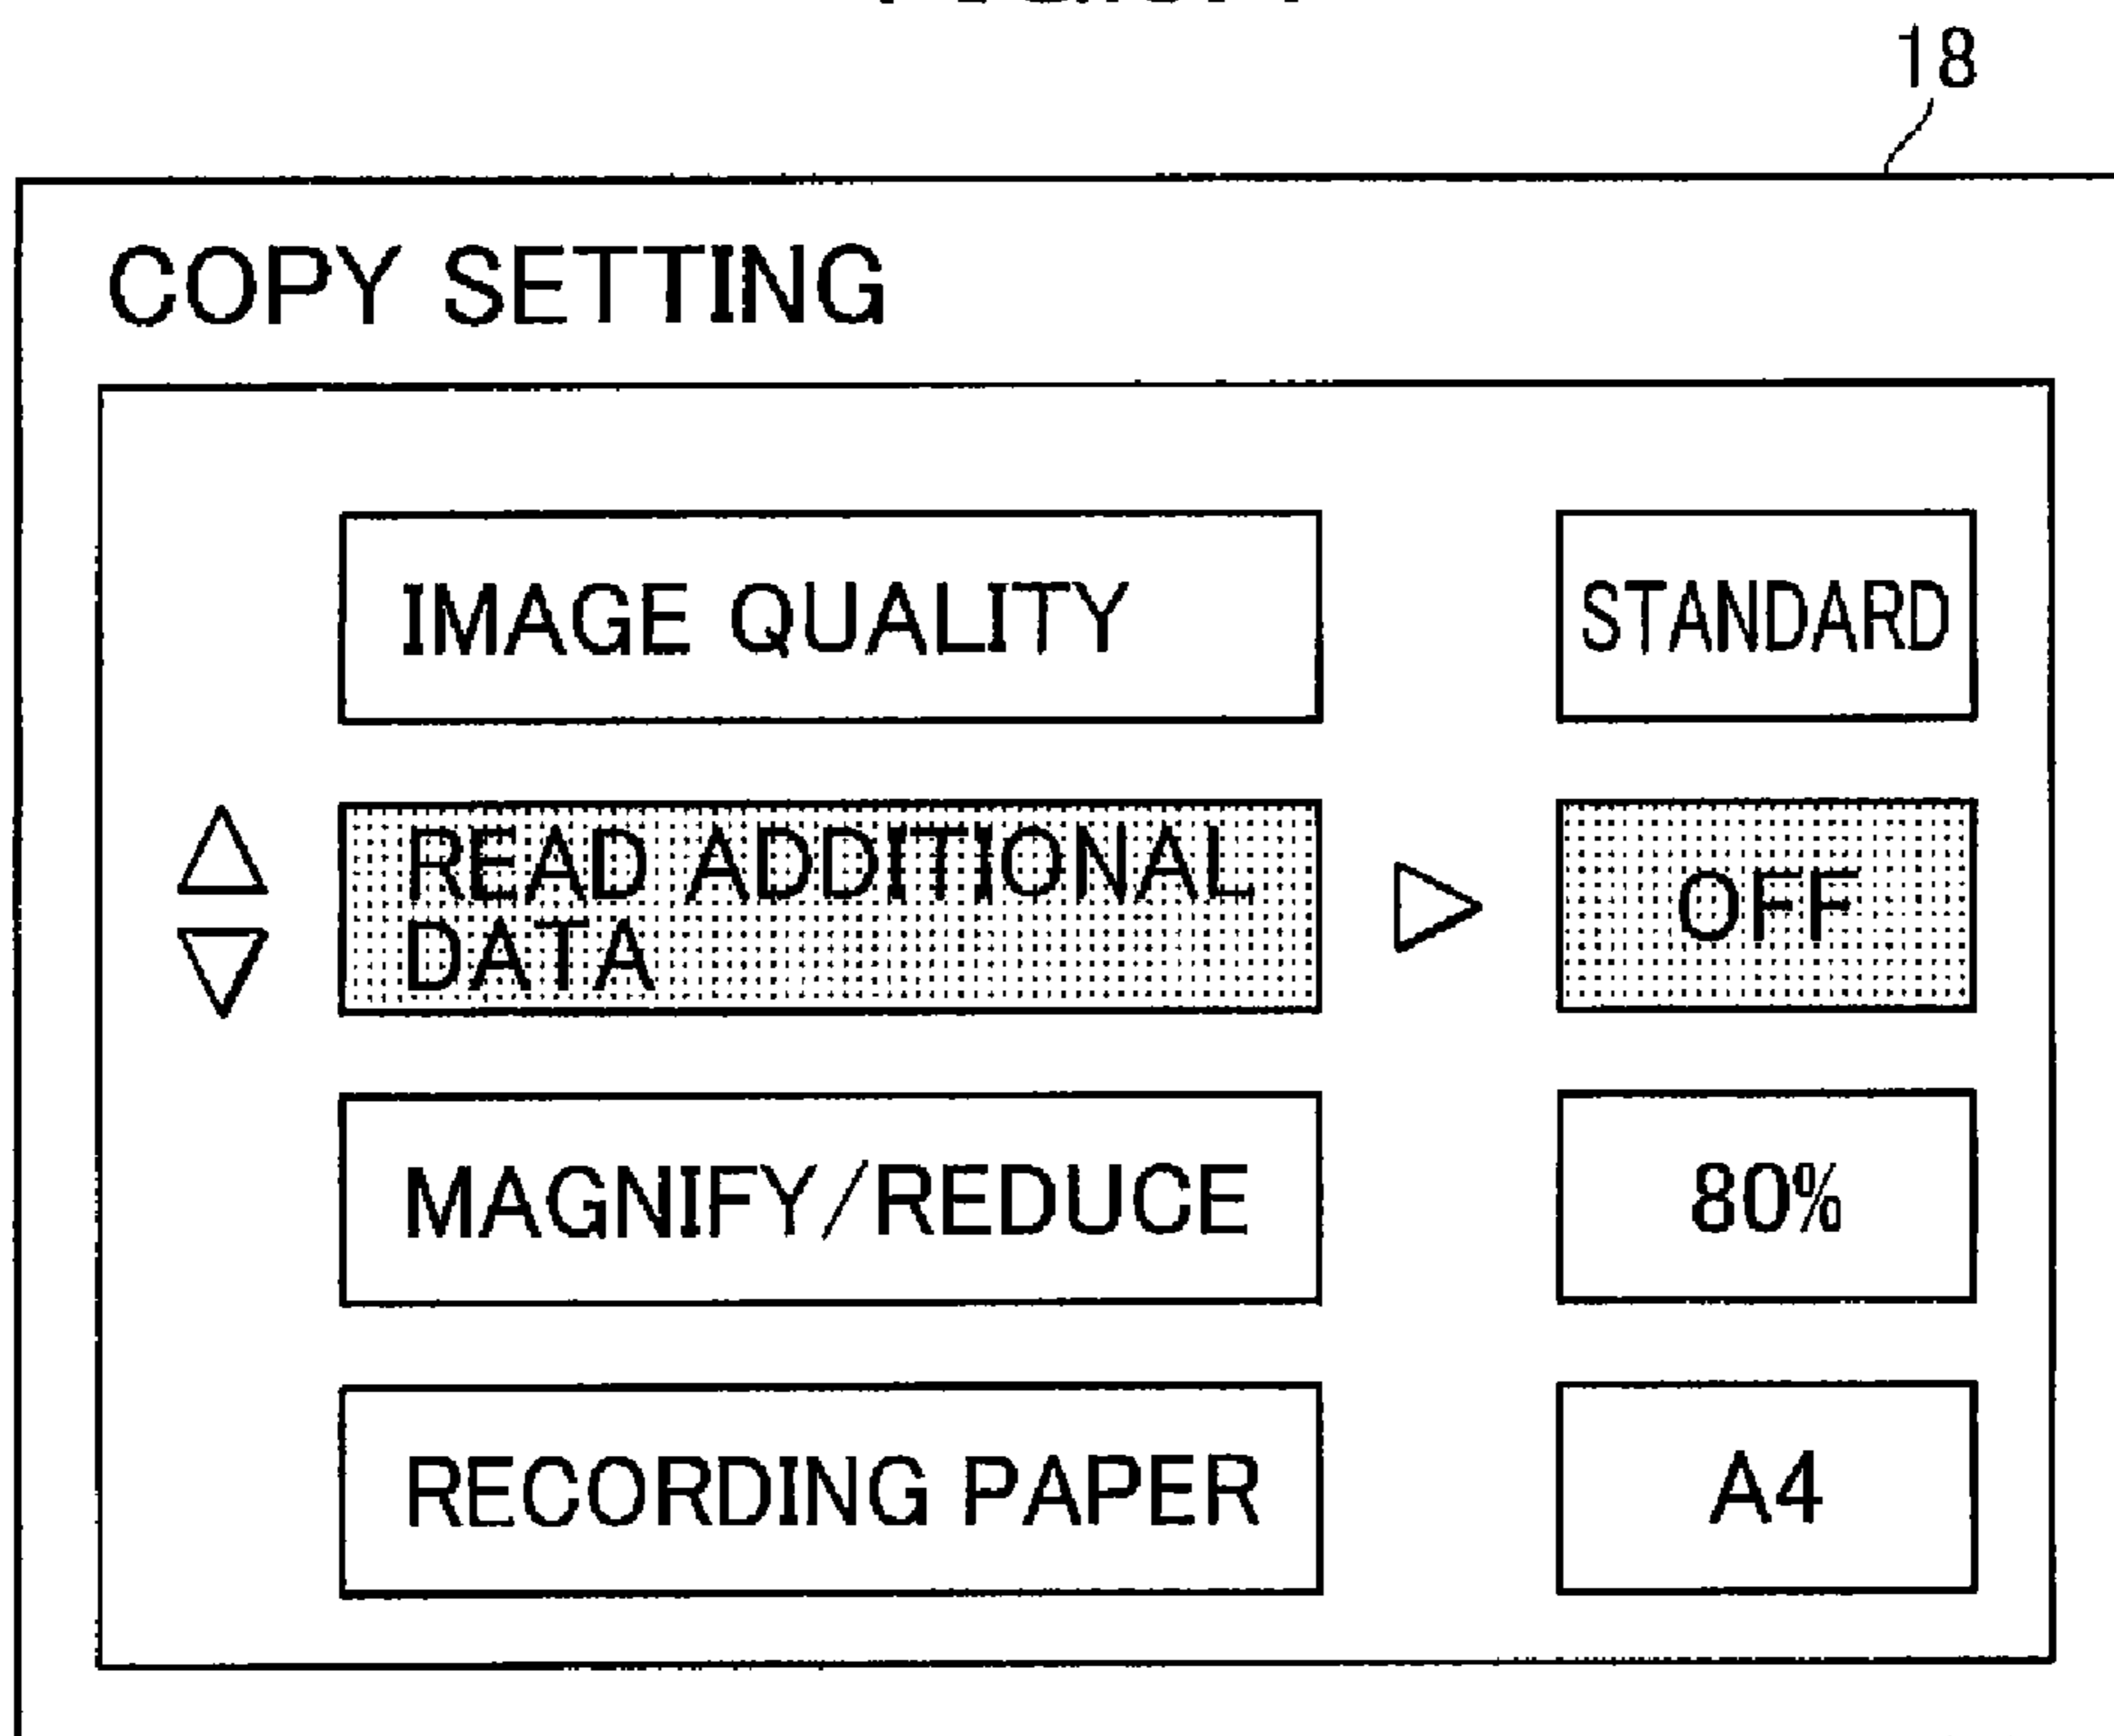 18
COPY SETTING
IMAGE QUALITY
STANDARD
READ ADDITIONAL
DATA
OFF
MAGNIFY/REDUCE
80%
RECORDING PAPER
A4